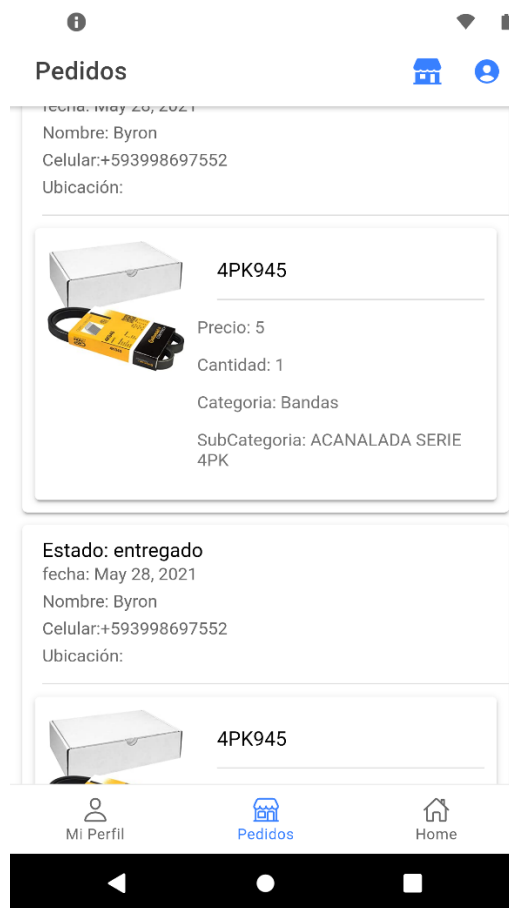 Pedidos
fecha: May 28, 2021
Nombre: Byron
Celular:+593998697552
Ubicación:
4PK945
Precio: 5
Cantidad: 1
Categoria: Bandas
SubCategoria: ACANALADA SERIE
4PK
Estado: entregado
fecha: May 28, 2021
Nombre: Byron
Celular:+593998697552
Ubicación:
4PK945
Mi Perfil
Pedidos
Home